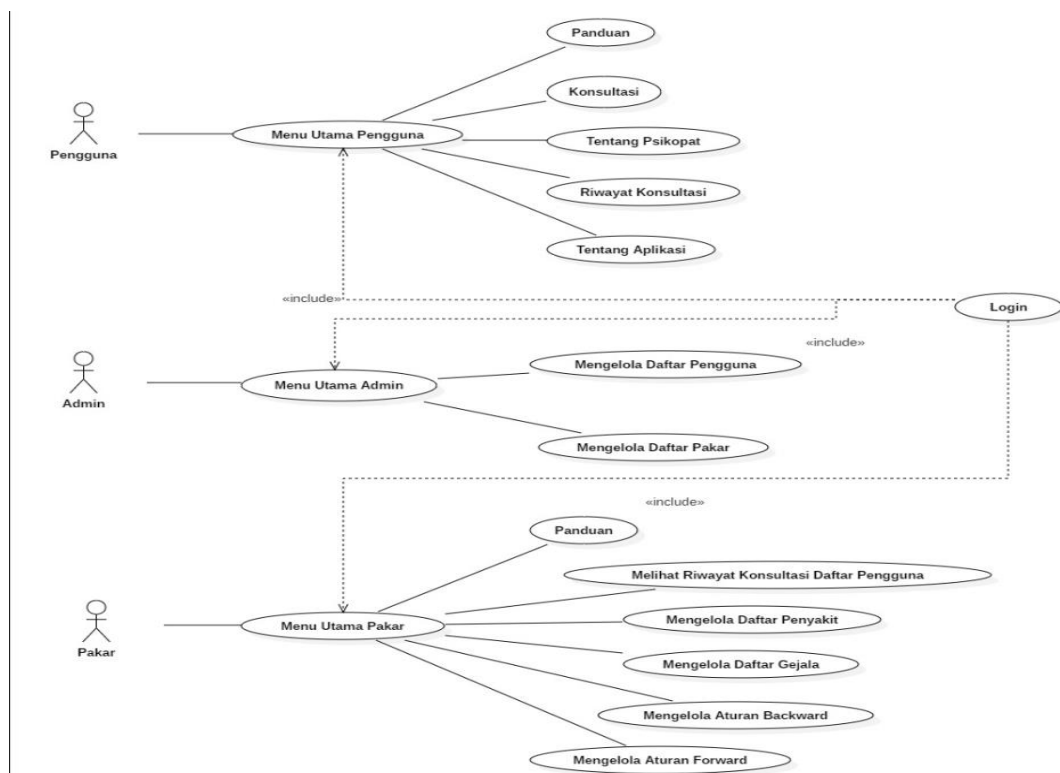 Panduan
Konsultasi
Pengguna
Menu Utama Pengguna
Tentang Psikopat
Riwayat Konsultasi
Tentang Aplikasi
«include»
Login
«include»
Admin
Menu Utama Admin
Mengelola Daftar Pengguna
Mengelola Daftar Pakar
«include»
Panduan
Melihat Riwayat Konsultasi Daftar Pengguna
Pakar
Menu Utama Pakar
Mengelola Daftar Penyakit
Mengelola Daftar Gejala
Mengelola Aturan Backward
Mengelola Aturan Forward